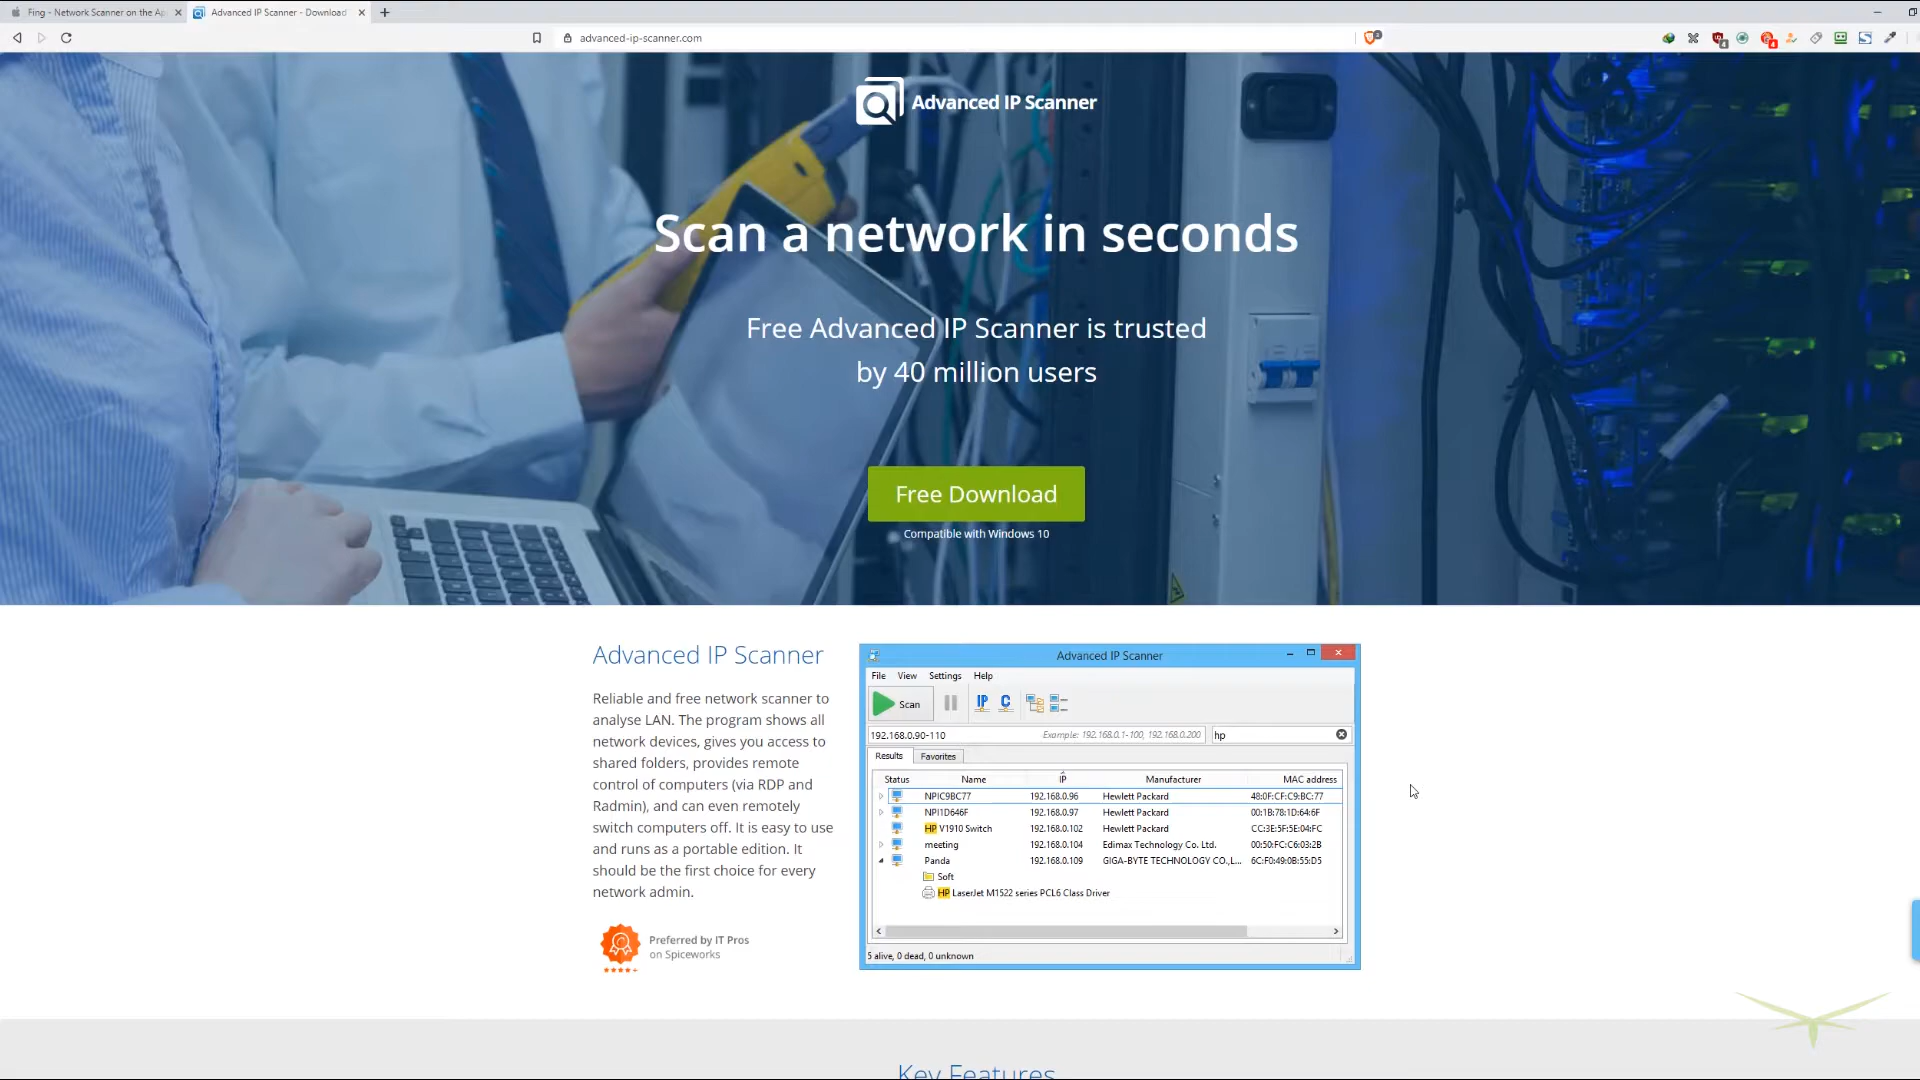 Fing - Network Scanner on the Ap
Advanced IP Scanner - Download
advanced-ip-scanner.com
Advanced IP Scanner
Scan a network in seconds
Free Advanced IP Scanner is trusted
by 40 million users
Free Download
Compatible with Windows 10
Advanced IP Scanner
Reliable and free network scanner to
analyse LAN. The program shows all
network devices, gives you access to
shared folders, provides remote
control of computers (via RDP and
Radmin), and can even remotely
switch computers off. It is easy to use
and runs as a portable edition. It
should be the first choice for every
network admin.
Preferred by IT Pros
on Spiceworks
Advanced IP Scanner
File View Settings Help
Scan IP C
192.168.0.90-110 Example: 192.168.0.1-100, 192.168.0.200 hp
Results Favorites
Status Name IP Manufacturer MAC address
NPIC9BC77 192.168.0.96 Hewlett Packard 48:0F:CF:C9:BC:77
NPI1D646F 192.168.0.97 Hewlett Packard 00:1B:78:1D:64:6F
HP V1910 Switch 192.168.0.102 Hewlett Packard CC:3E:5F:5E:04:FC
meeting 192.168.0.104 Edimax Technology Co. Ltd. 00:50:FC:C6:03:2B
Panda 192.168.0.109 GIGA-BYTE TECHNOLOGY CO.,L... 6C:F0:49:0B:55:D5
Soft
HP LaserJet M1522 series PCL6 Class Driver
5 alive, 0 dead, 0 unknown
Key Features